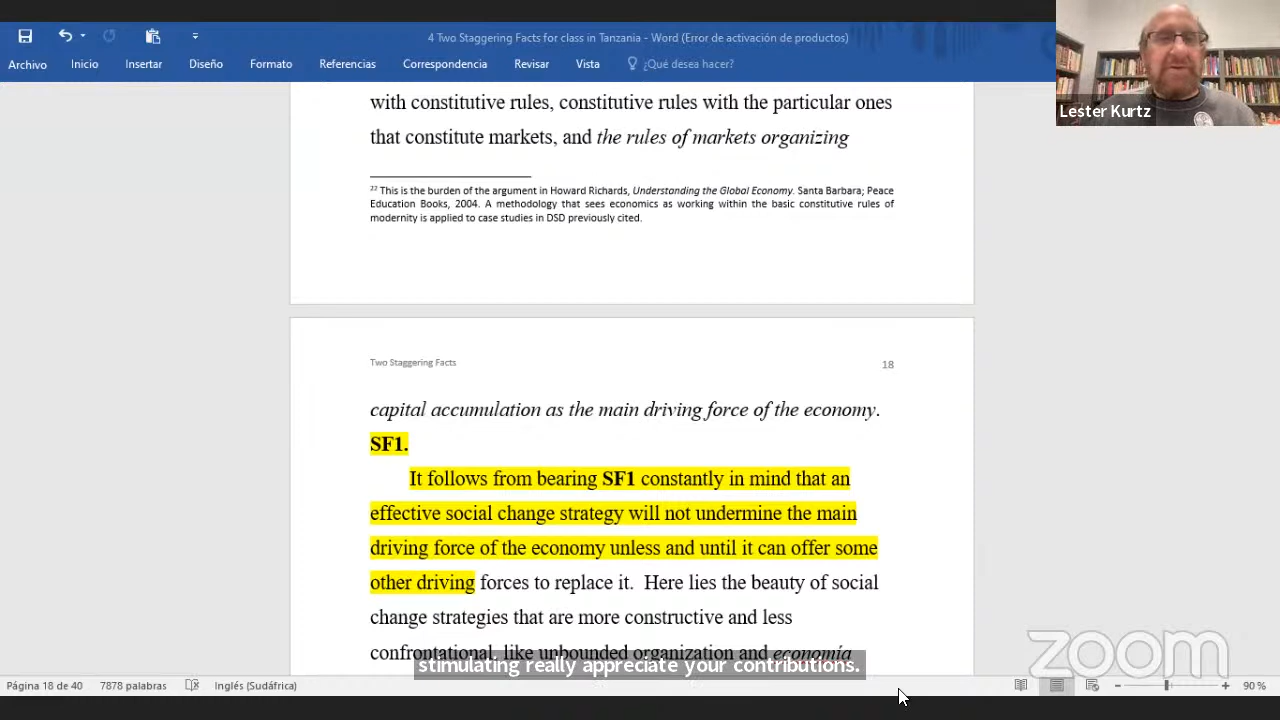 4 Two Staggering Facts for class in Tanzania - Word (Error de activación de productos)
Archivo
Inicio
Insertar
Diseño
Formato
Referencias
Correspondencia
Revisar
Vista
¿Qué desea hacer?
Lester Kurtz
with constitutive rules, constitutive rules with the particular ones
that constitute markets, and the rules of markets organizing
22 This is the burden of the argument in Howard Richards, Understanding the Global Economy. Santa Barbara; Peace
Education Books, 2004. A methodology that sees economics as working within the basic constitutive rules of
modernity is applied to case studies in DSD previously cited.
Two Staggering Facts
18
capital accumulation as the main driving force of the economy.
SF1.
It follows from bearing SF1 constantly in mind that an
effective social change strategy will not undermine the main
driving force of the economy unless and until it can offer some
other driving forces to replace it. Here lies the beauty of social
change strategies that are more constructive and less
confrontational, like unbounded organization and economía
stimulating really appreciate your contributions.
zoom
Página 18 de 40
7878 palabras
Inglés (Sudáfrica)
90 %